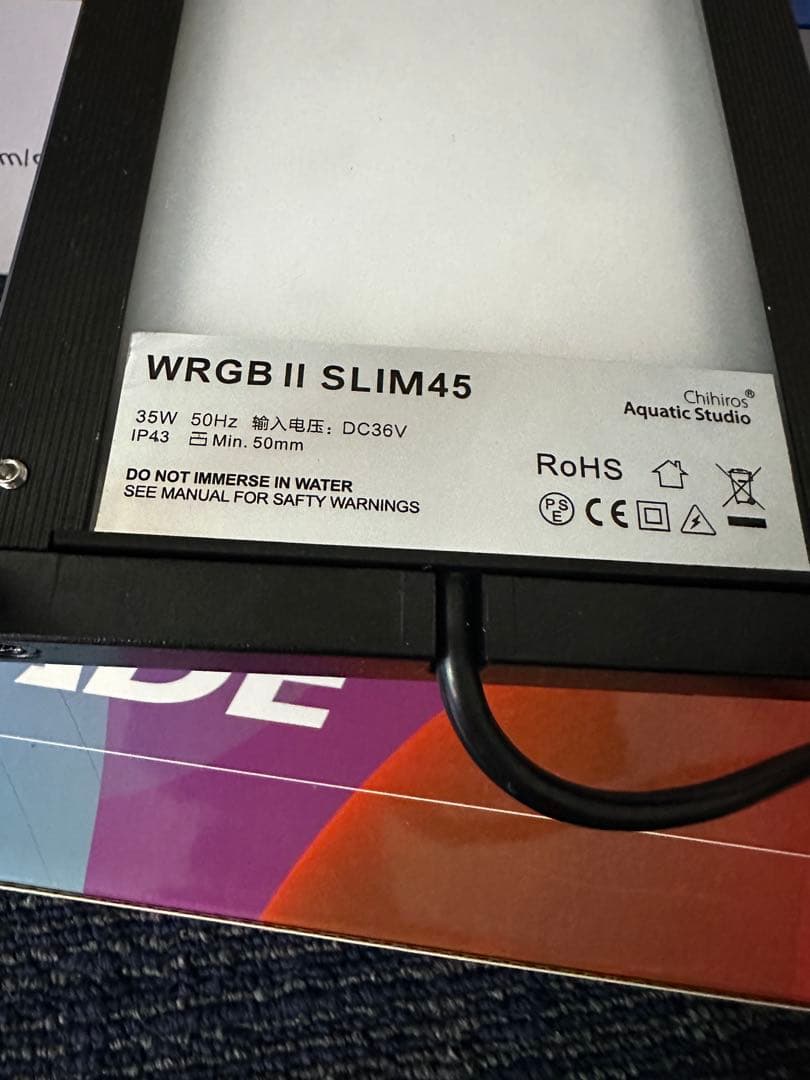 WRGB II SLIM45
35W 50Hz 输入电压: DC36V
IP43 Min. 50mm
DO NOT IMMERSE IN WATER
SEE MANUAL FOR SAFTY WARNINGS
Chihiros®
Aquatic Studio
RoHS
PSE CE